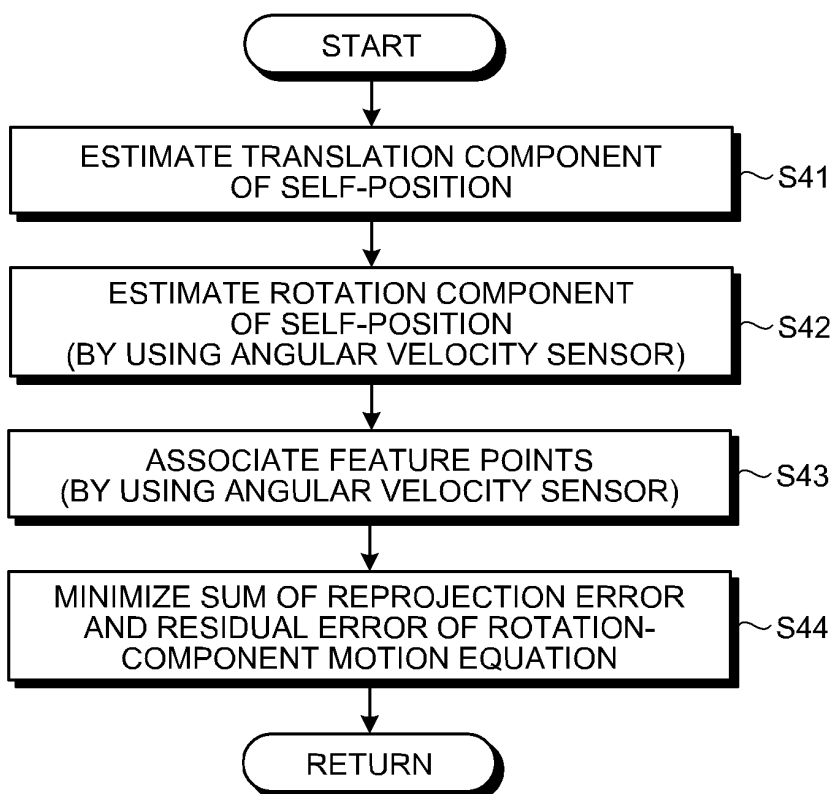 START
ESTIMATE TRANSLATION COMPONENT
OF SELF-POSITION
S41
ESTIMATE ROTATION COMPONENT
OF SELF-POSITION
(BY USING ANGULAR VELOCITY SENSOR)
S42
ASSOCIATE FEATURE POINTS
(BY USING ANGULAR VELOCITY SENSOR)
S43
MINIMIZE SUM OF REPROJECTION ERROR
AND RESIDUAL ERROR OF ROTATION-
COMPONENT MOTION EQUATION
S44
RETURN